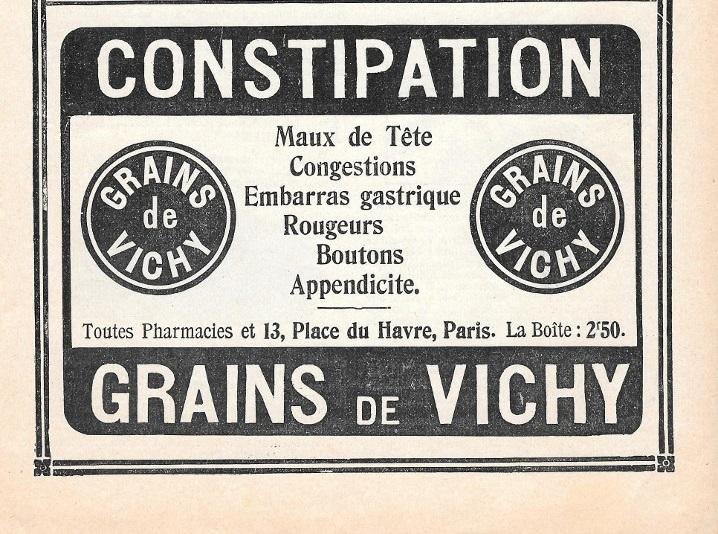 CONSTIPATION
GRAINS
de
VICHY
Maux de Tête
Congestions
Embarras gastrique
Rougeurs
Boutons
Appendicite.
GRAINS
de
VICHY
Toutes Pharmacies et 13, Place du Havre, Paris. La Boîte : 2ᶠ50.
GRAINS DE VICHY